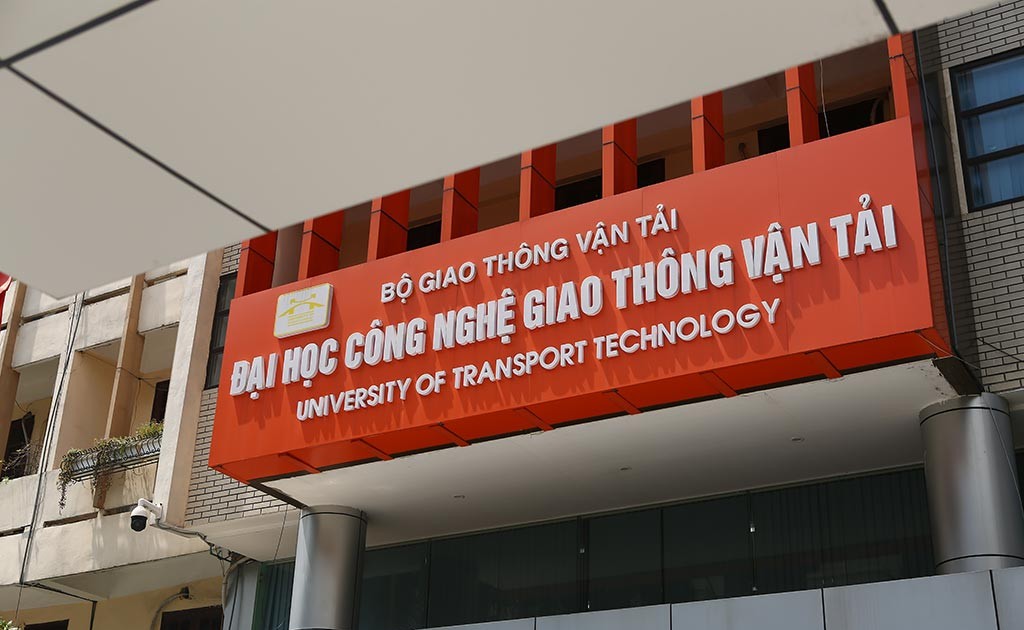 BỘ GIAO THÔNG VẬN TẢI
ĐẠI HỌC CÔNG NGHỆ GIAO THÔNG VẬN TẢI
UNIVERSITY OF TRANSPORT TECHNOLOGY